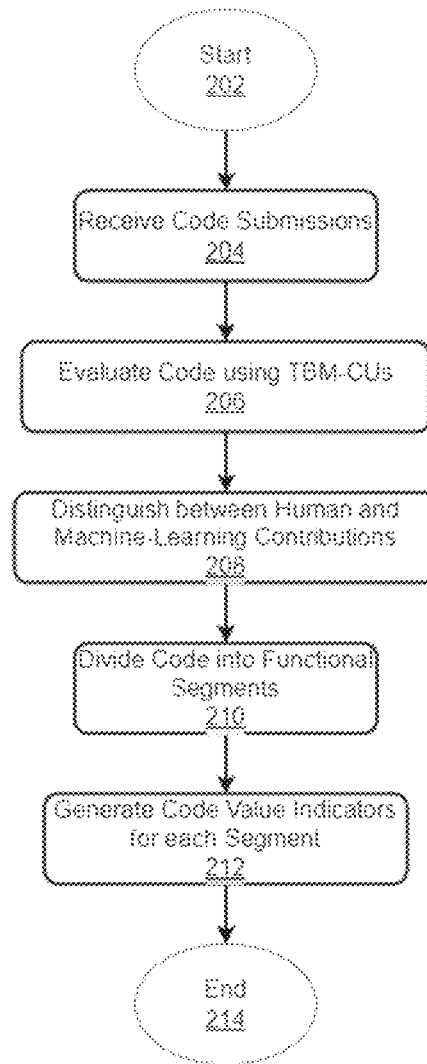 Start
202
Receive Code Submissions
204
Evaluate Code using TBM-CUs
206
Distinguish between Human and
Machine-Learning Contributions
208
Divide Code into Functional
Segments
210
Generate Code Value Indicators
for each Segment
212
End
214